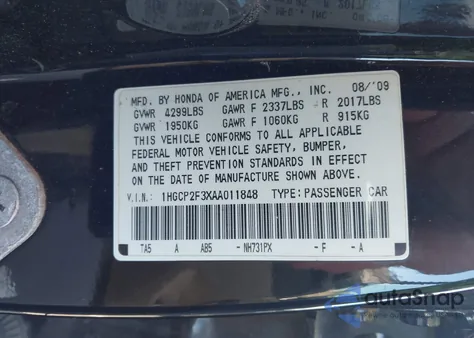 MFD. BY HONDA OF AMERICA MFG., INC. 08/'09
GVWR 4299LBS GAWR F 2337LBS R 2017LBS
GVWR 1950KG GAWR F 1060KG R 915KG
THIS VEHICLE CONFORMS TO ALL APPLICABLE
FEDERAL MOTOR VEHICLE SAFETY, BUMPER,
AND THEFT PREVENTION STANDARDS IN EFFECT
ON THE DATE OF MANUFACTURE SHOWN ABOVE.
V.I.N.: 1HGCP2F3XAA011848 TYPE:PASSENGER CAR
TA5 A AB5 - NH731PX - F - A
autoSnap